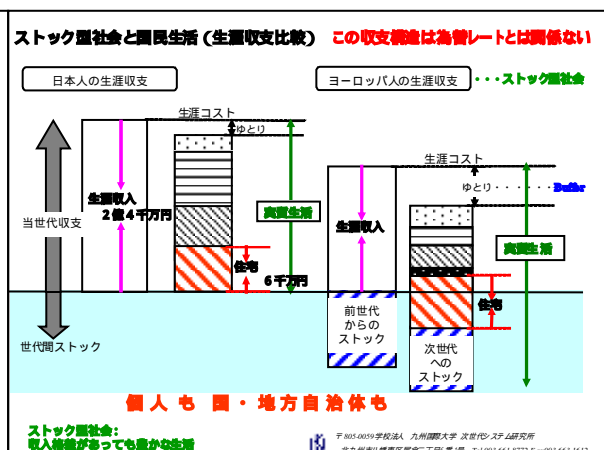 ストック型社会と国民生活（生涯収支比較） この収支構造は為替レートとは関係ない
日本人の生涯収支
ヨーロッパ人の生涯収支 ・・・ストック型社会
生涯コスト
ゆとり
生涯コスト
ゆとり・・・・・・Buffer
生涯収入
2億4千万円
当世代収支
実質生活
住宅
6千万円
生涯収入
実質生活
住宅
前世代
からの
ストック
次世代
への
ストック
世代間ストック
個人も 国・地方自治体も
ストック型社会：
収入格差があっても豊かな生活
〒805-0059学校法人 九州国際大学 次世代システム研究所